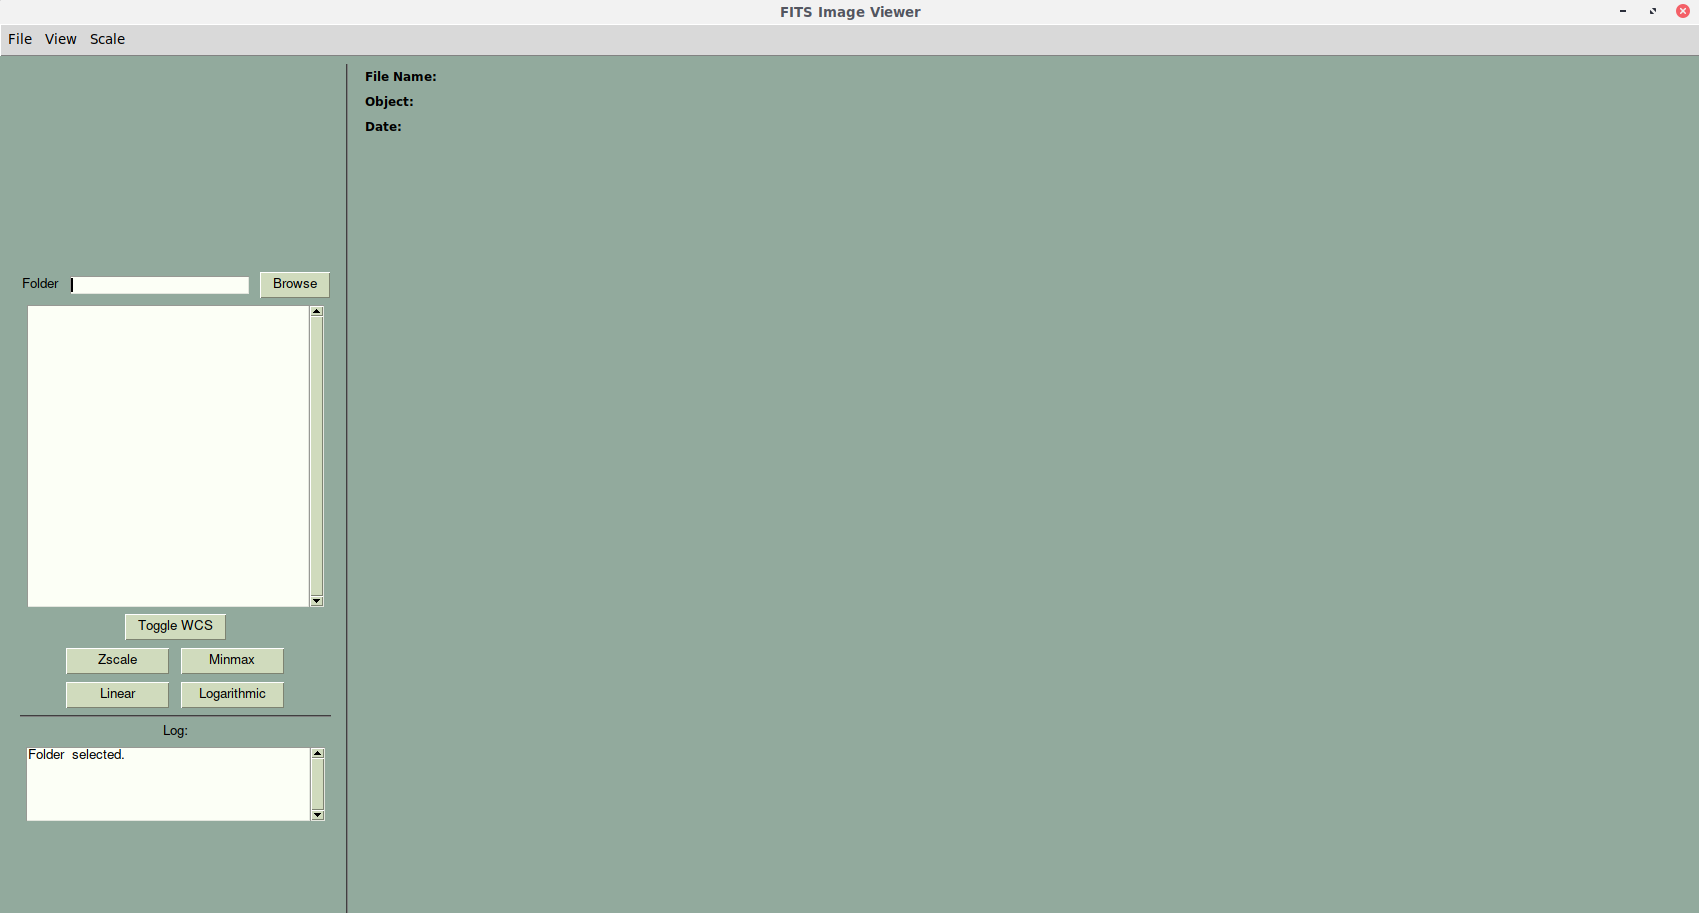 FITS Image Viewer
File View Scale
File Name:
Object:
Date:
Folder Browse
Toggle WCS
Zscale Minmax
Linear Logarithmic
Log:
Folder  selected.